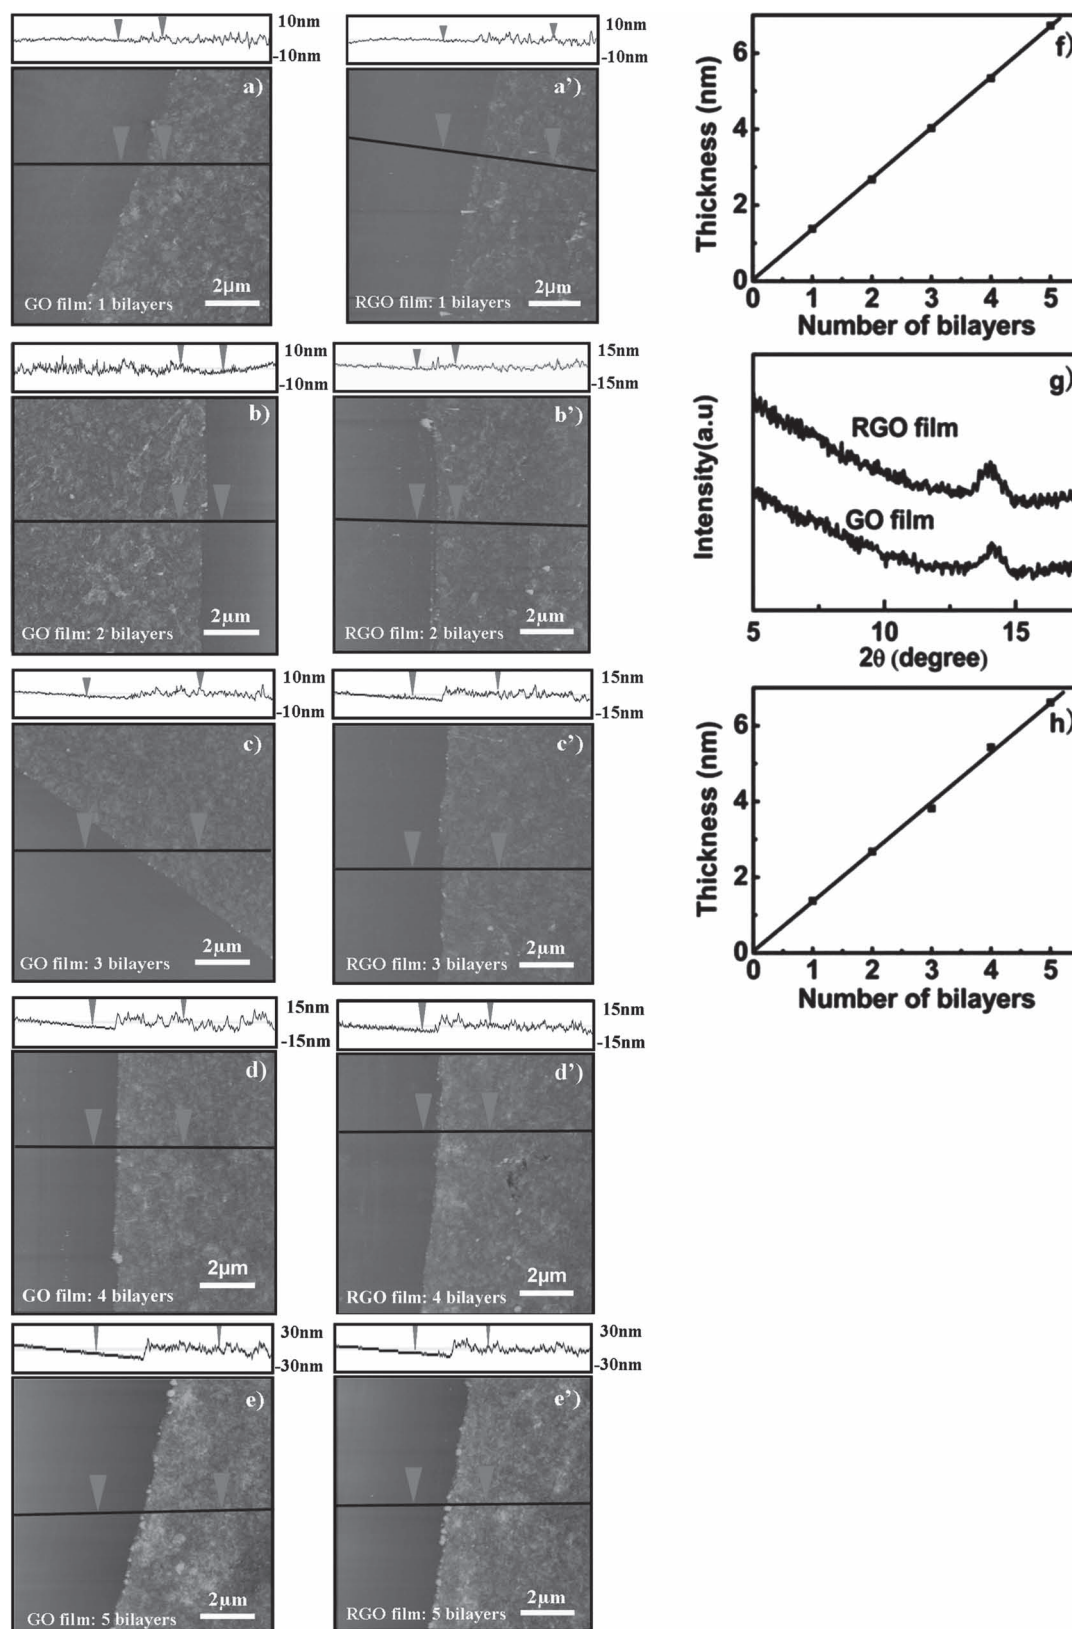 10nm
-10nm
a)
GO film: 1 bilayers
2μm
10nm
-10nm
a')
RGO film: 1 bilayers
2μm
10nm
-10nm
b)
GO film: 2 bilayers
2μm
15nm
-15nm
b')
RGO film: 2 bilayers
2μm
10nm
-10nm
c)
GO film: 3 bilayers
2μm
15nm
-15nm
c')
RGO film: 3 bilayers
2μm
15nm
-15nm
d)
GO film: 4 bilayers
2μm
15nm
-15nm
d')
RGO film: 4 bilayers
2μm
30nm
-30nm
e)
GO film: 5 bilayers
2μm
30nm
-30nm
e')
RGO film: 5 bilayers
2μm
f)
Thickness (nm)
6
4
2
0
0 1 2 3 4 5
Number of bilayers
g)
Intensity(a.u)
RGO film
GO film
5 10 15
2θ (degree)
h)
Thickness (nm)
6
4
2
0
0 1 2 3 4 5
Number of bilayers